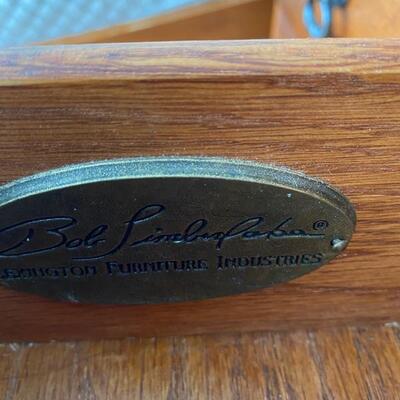 Bob Timberlake®
LEXINGTON FURNITURE INDUSTRIES